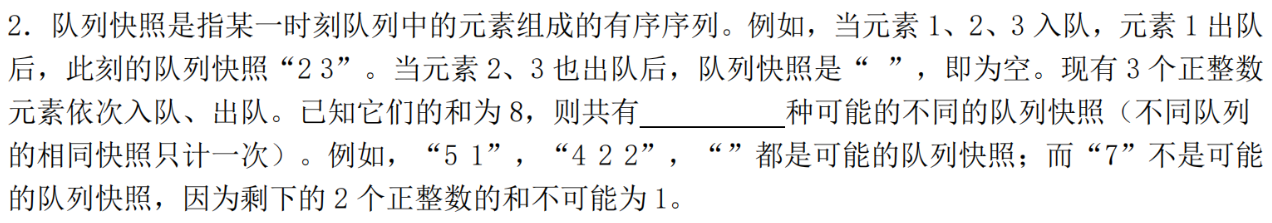 2．队列快照是指某一时刻队列中的元素组成的有序序列。例如，当元素 1、2、3 入队，元素 1 出队
后，此刻的队列快照“2 3”。当元素 2、3 也出队后，队列快照是“ ”，即为空。现有 3 个正整数
元素依次入队、出队。已知它们的和为 8，则共有__________种可能的不同的队列快照（不同队列
的相同快照只计一次）。例如，“5 1”，“4 2 2”，“ ”都是可能的队列快照；而“7”不是可能
的队列快照，因为剩下的 2 个正整数的和不可能为 1。